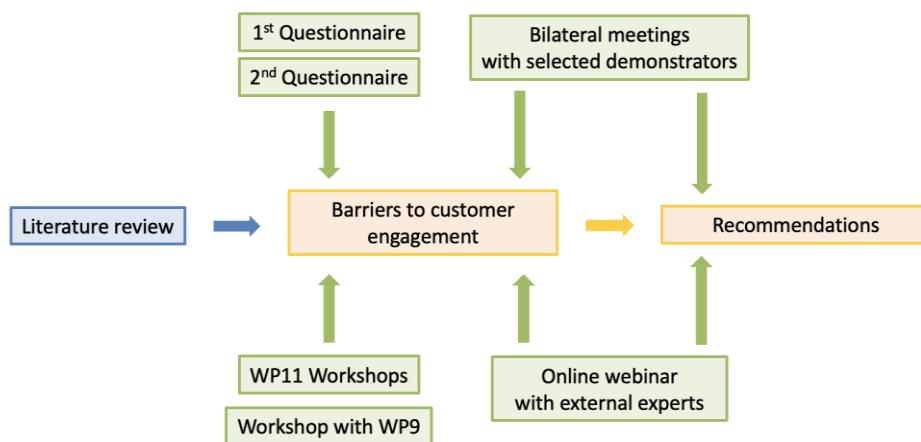 1st Questionnaire
2nd Questionnaire
Bilateral meetings
with selected demonstrators
Literature review
Barriers to customer
engagement
Recommendations
WP11 Workshops
Workshop with WP9
Online webinar
with external experts